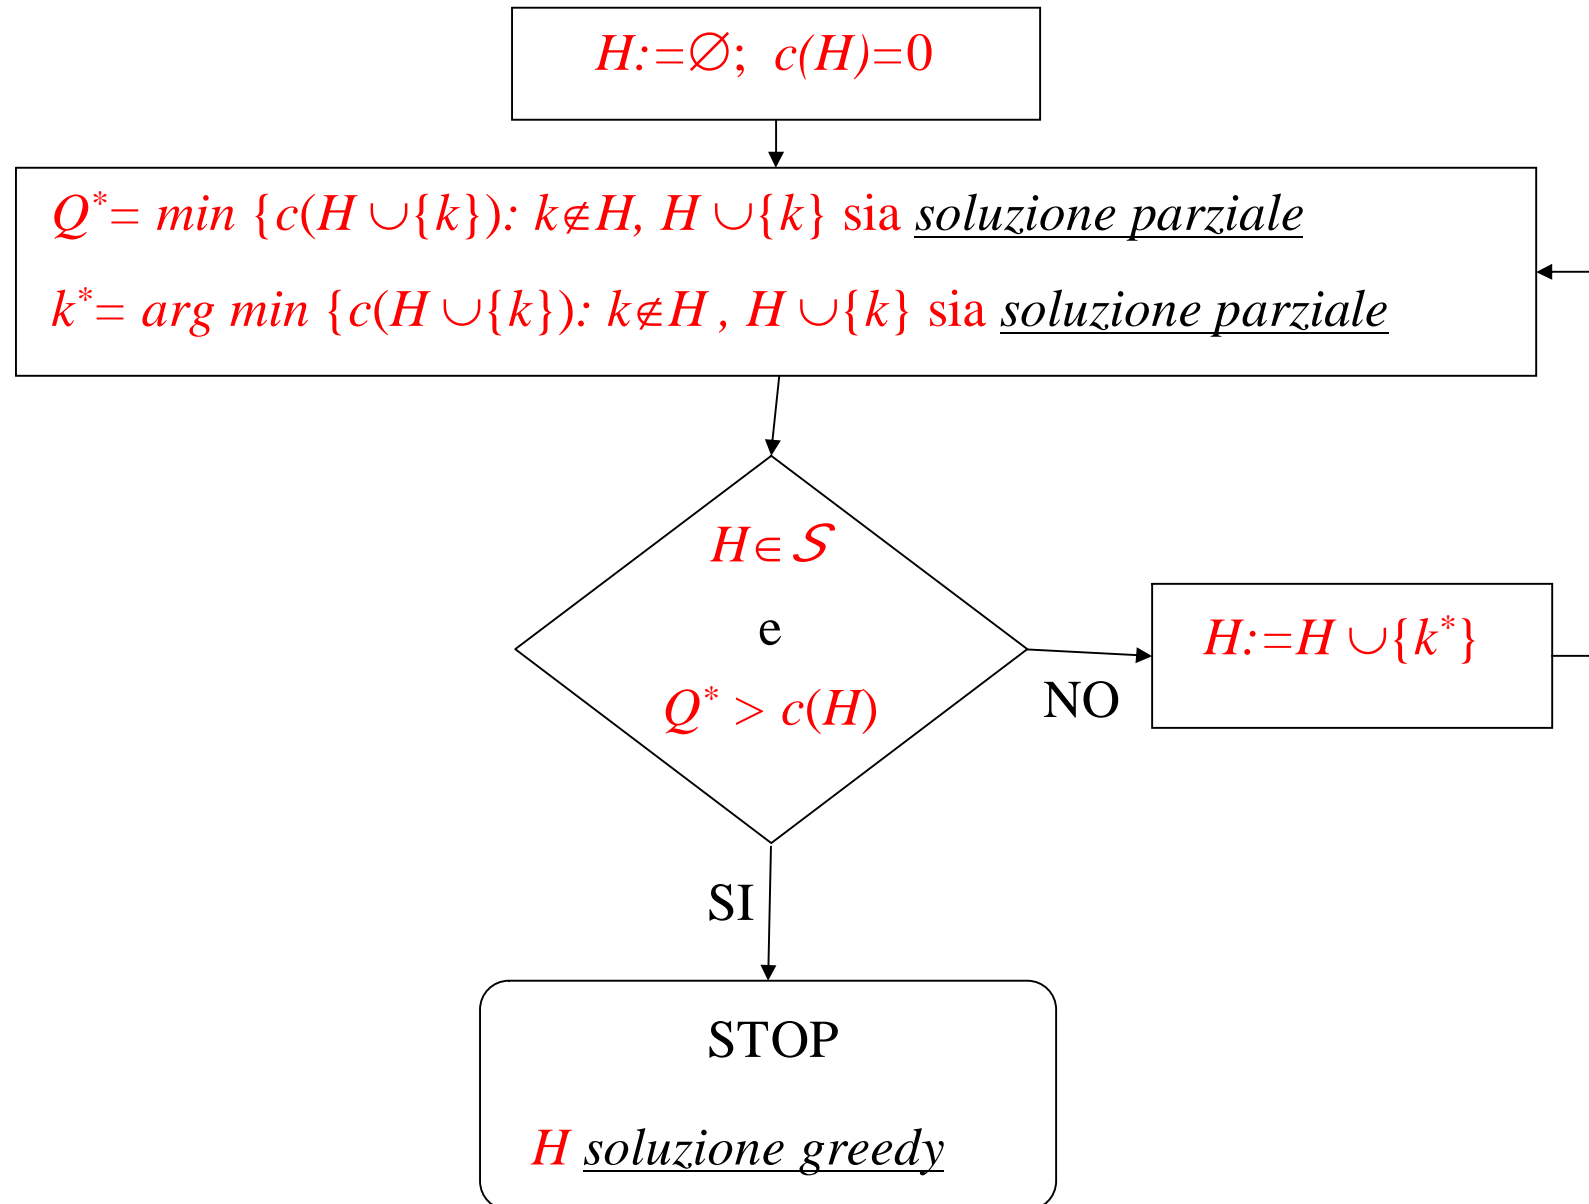 H:=∅; c(H)=0
Q*= min {c(H ∪{k}): k∉H, H ∪{k} sia soluzione parziale
k*= arg min {c(H ∪{k}): k∉H , H ∪{k} sia soluzione parziale
H∈ 𝒮
e
Q* > c(H)
H:=H ∪{k*}
NO
SI
STOP
H soluzione greedy